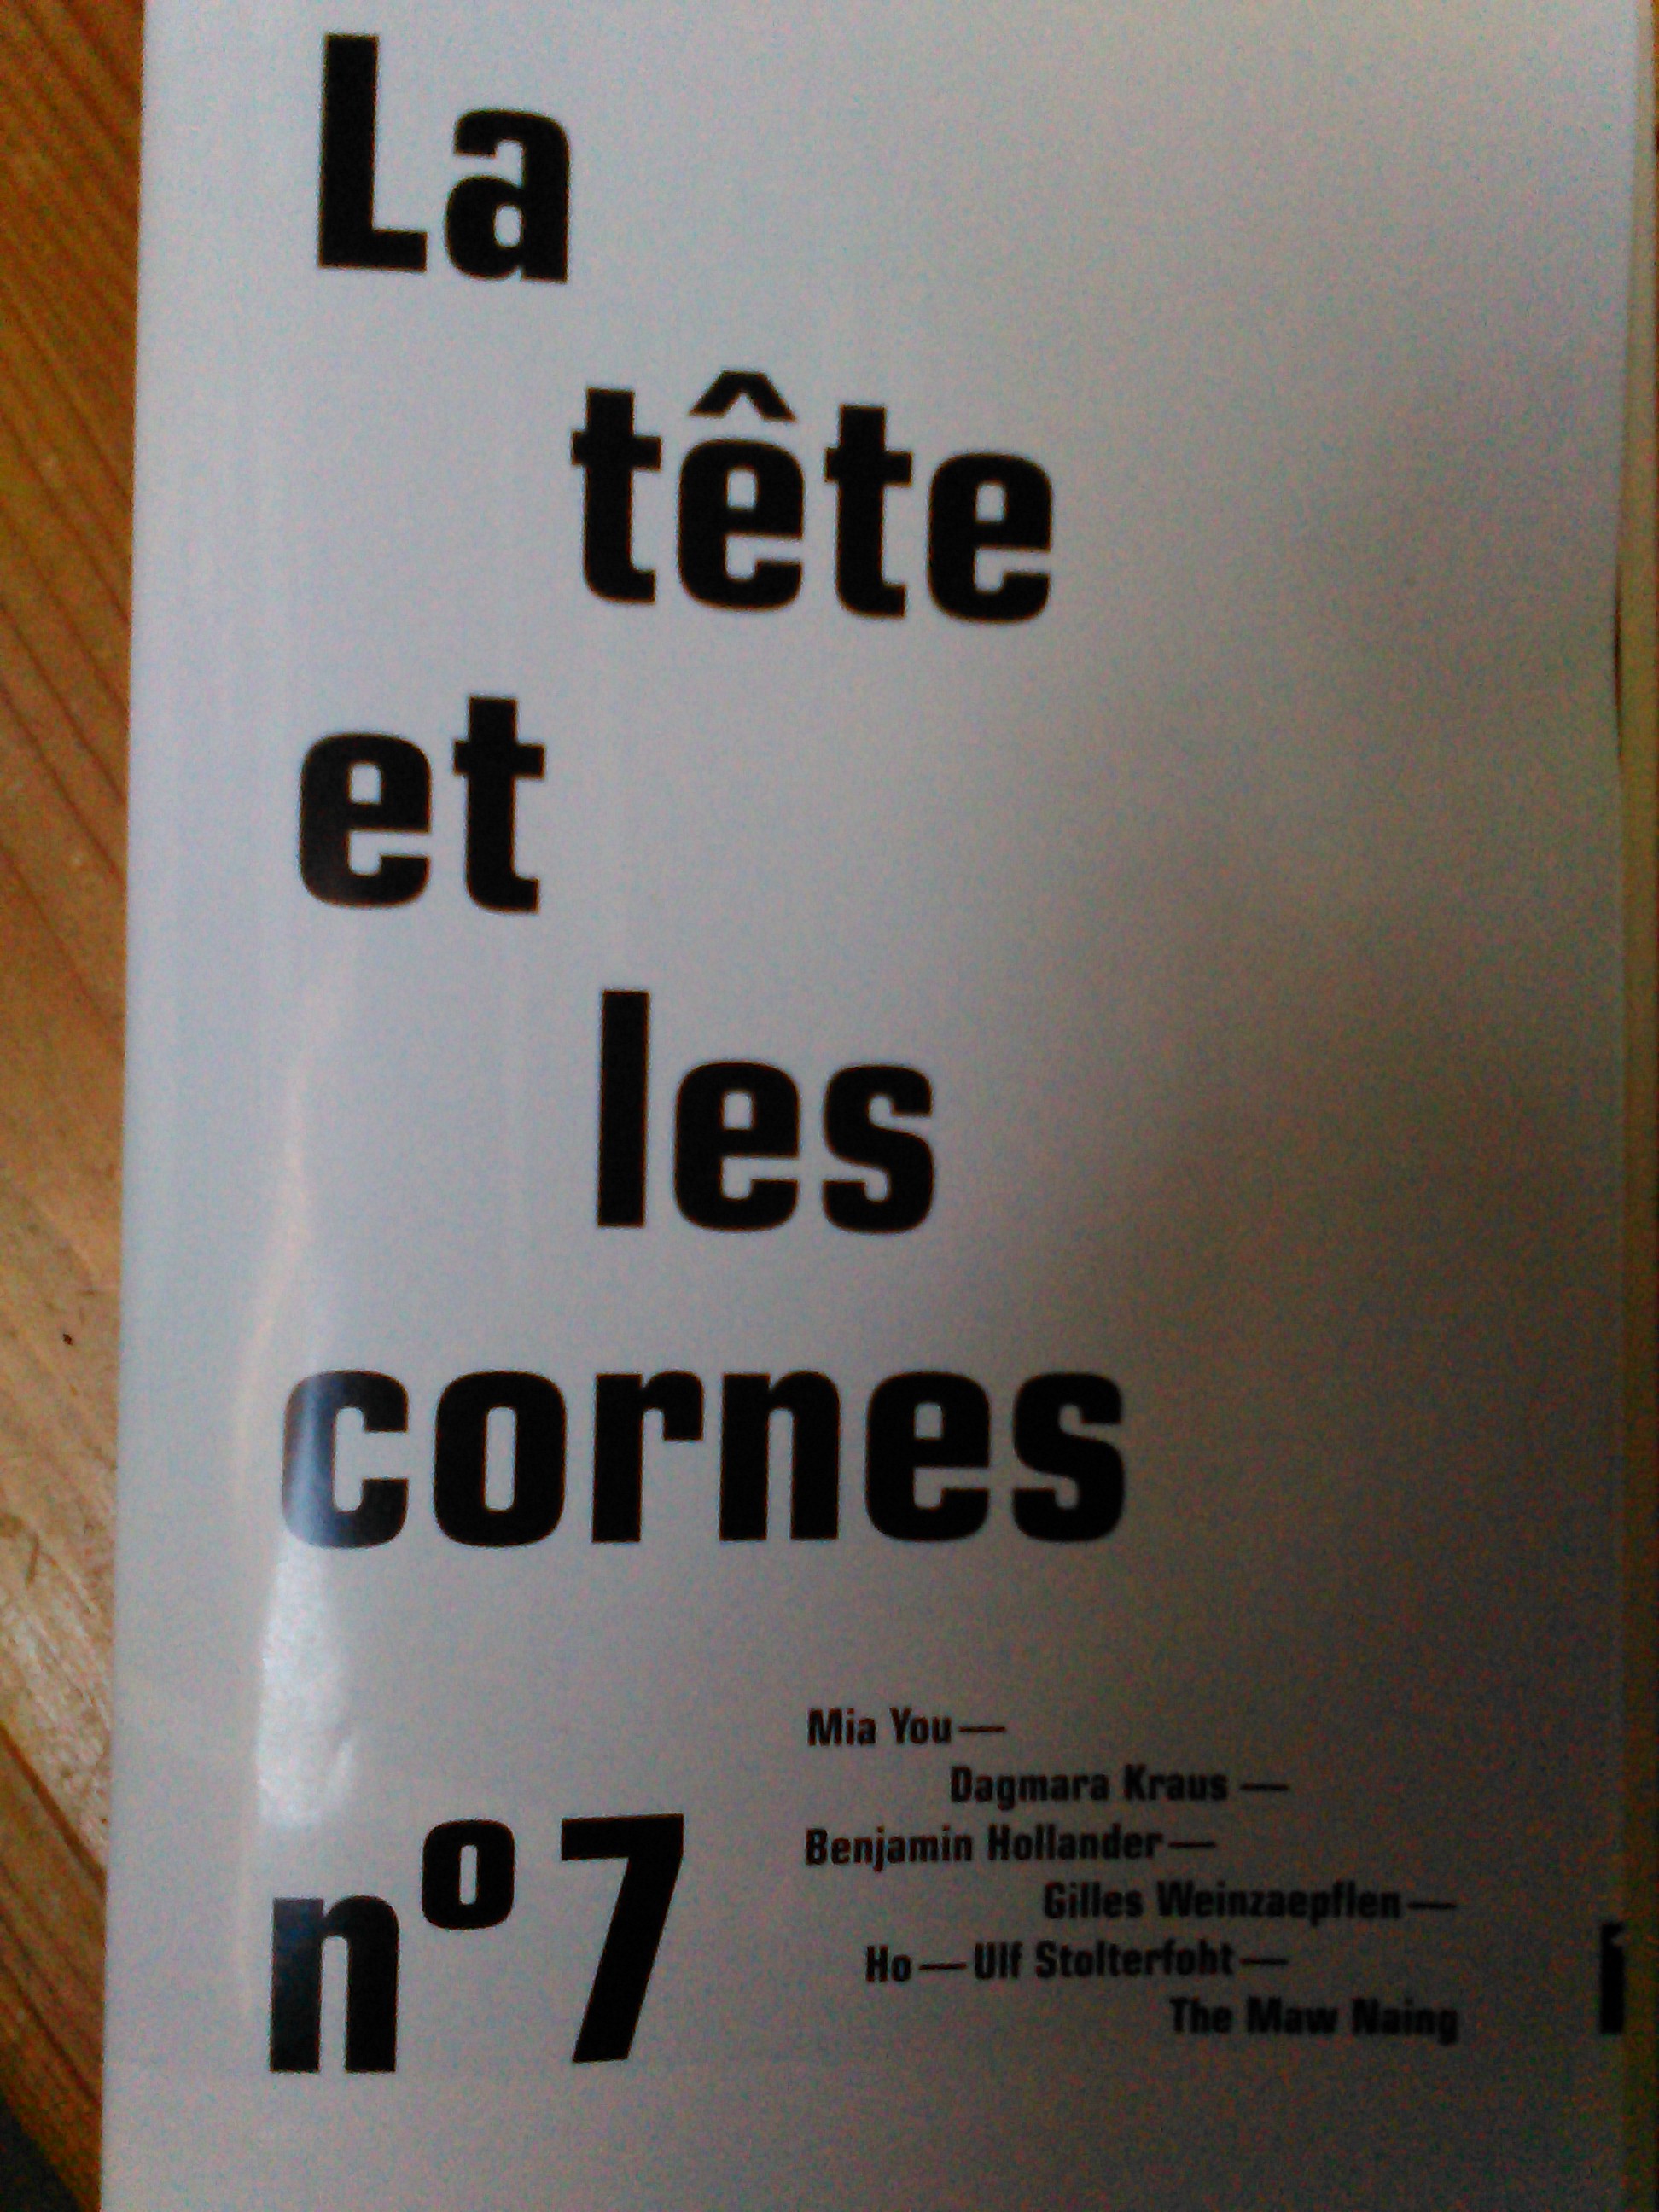 La
tête
et
les
cornes
nº7
Mia You—
Dagmara Kraus —
Benjamin Hollander—
Gilles Weinzaepflen—
Ho—Ulf Stolterfoht—
The Maw Naing